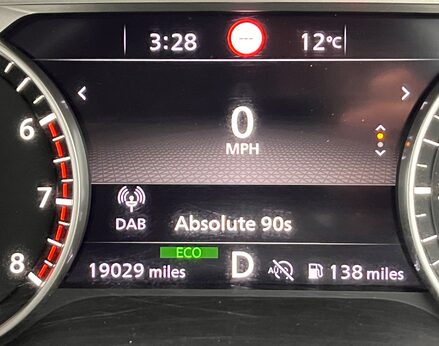 3:28 --- 12°C
6
0
MPH
7
DAB Absolute 90s
ECO
8
19029 miles D AUTO 138 miles